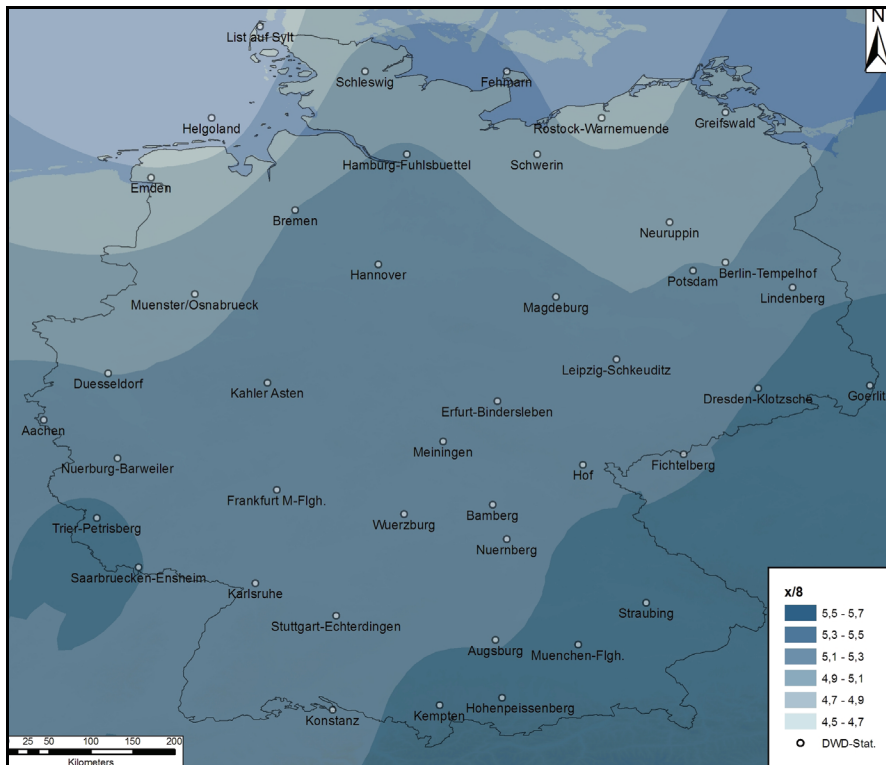 N
List auf Sylt
Schleswig
Fehmarn
Helgoland
Rostock-Warnemuende
Greifswald
Hamburg-Fuhlsbuettel
Schwerin
Emden
Bremen
Neuruppin
Hannover
Potsdam
Berlin-Tempelhof
Muenster/Osnabrueck
Magdeburg
Lindenberg
Leipzig-Schkeuditz
Duesseldorf
Kahler Asten
Dresden-Klotzsche
Goerlit
Erfurt-Bindersleben
Aachen
Meiningen
Nuerburg-Barweiler
Fichtelberg
Hof
Frankfurt M-Flgh.
Bamberg
Wuerzburg
Trier-Petrisberg
Nuernberg
Saarbruecken-Ensheim
Karlsruhe
Straubing
Stuttgart-Echterdingen
Augsburg
Muenchen-Flgh.
Hohenpeissenberg
Kempten
Konstanz
x/8
5,5 - 5,7
5,3 - 5,5
5,1 - 5,3
4,9 - 5,1
4,7 - 4,9
4,5 - 4,7
DWD-Stat.
25 50 100 150 200
Kilometers